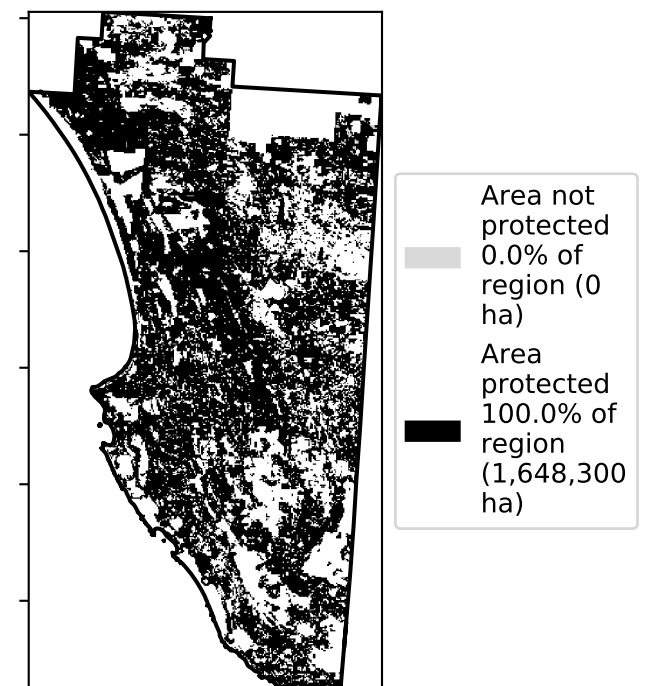 Area not
protected
0.0% of
region (0
ha)
Area
protected
100.0% of
region
(1,648,300
ha)